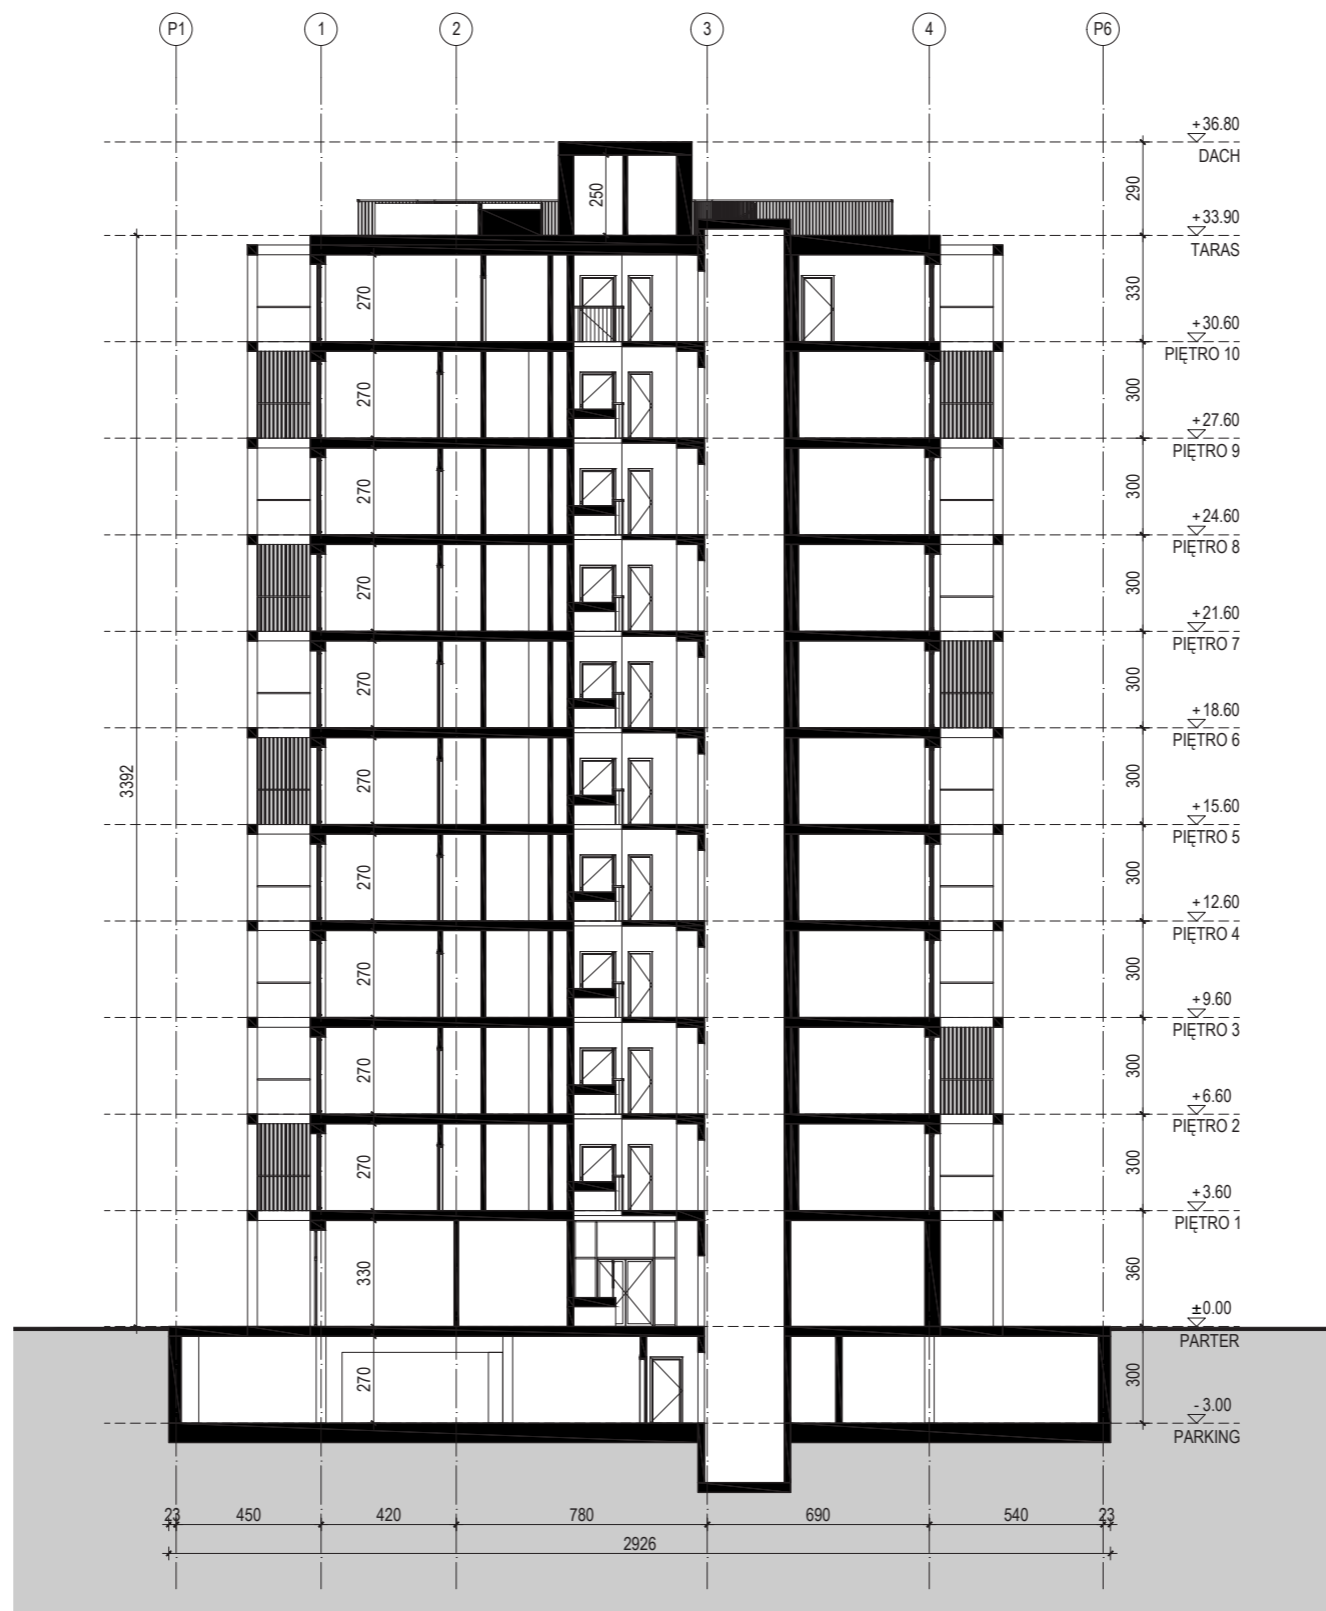 P1 1 2 3 4 P6
+36.80
DACH
290
250
+33.90
TARAS
330
270
+30.60
PIĘTRO 10
300
270
+27.60
PIĘTRO 9
300
270
+24.60
PIĘTRO 8
300
270
+21.60
PIĘTRO 7
300
270
+18.60
PIĘTRO 6
300
270
3392
+15.60
PIĘTRO 5
300
270
+12.60
PIĘTRO 4
300
270
+9.60
PIĘTRO 3
300
270
+6.60
PIĘTRO 2
300
270
+3.60
PIĘTRO 1
360
330
±0.00
PARTER
300
270
- 3.00
PARKING
23 450 420 780 690 540 23
2926